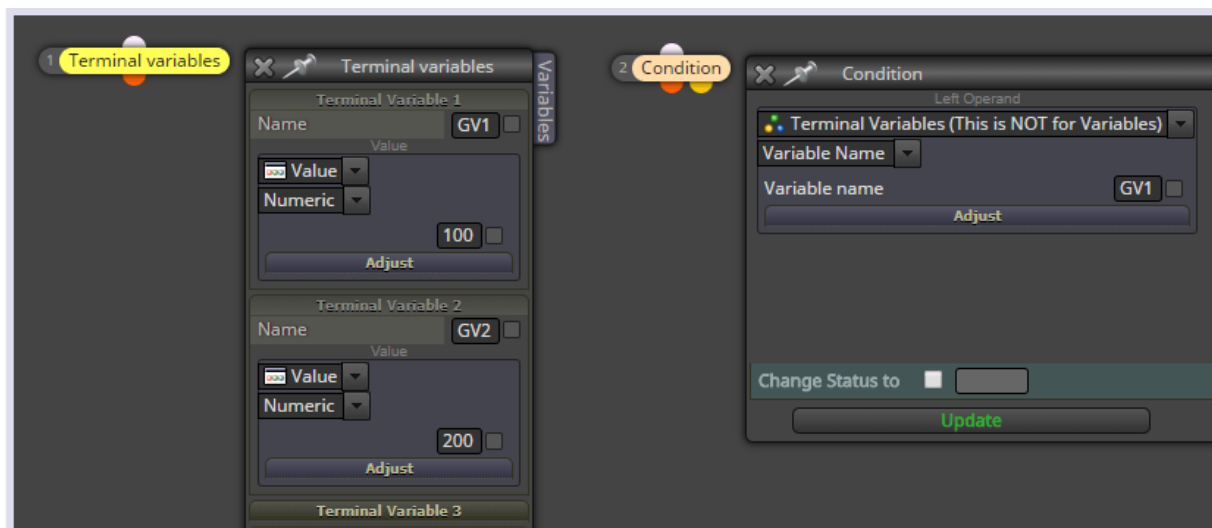 1 Terminal variables
Terminal variables
Variables
Terminal Variable 1
Name GV1
Value
Value
Numeric
100
Adjust
Terminal Variable 2
Name GV2
Value
Value
Numeric
200
Adjust
Terminal Variable 3
2 Condition
Condition
Left Operand
Terminal Variables (This is NOT for Variables)
Variable Name
Variable name GV1
Adjust
Change Status to
Update